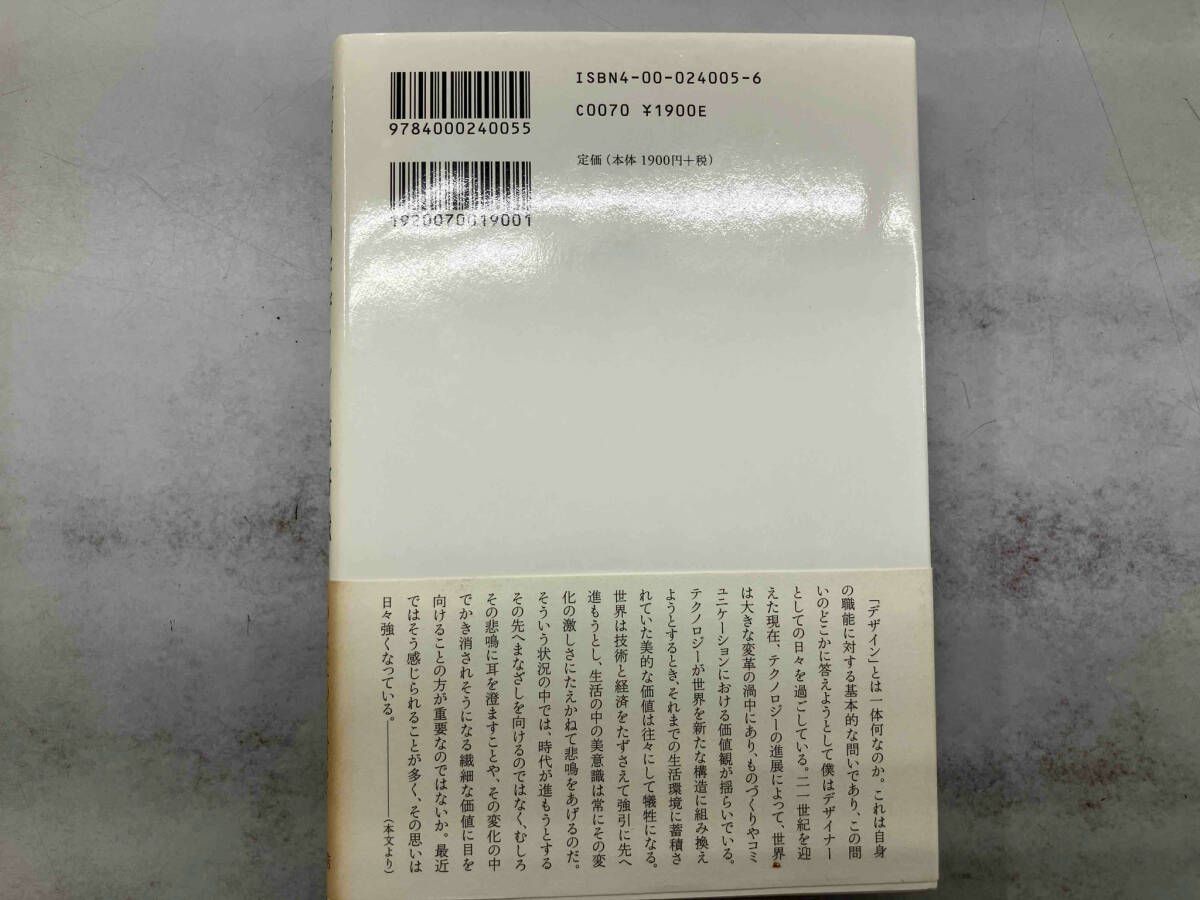 9784000240055
1920070019001
ISBN4-00-024005-6
C0070 ¥1900E
定価（本体 1900円＋税）
「デザイン」とは一体何なのか。これは自身
の職能に対する基本的な問いであり、この問
いのどこかに答えようとして僕はデザイナー
としての日々を過ごしている。二一世紀を迎
えた現在、テクノロジーの進展によって、世界
は大きな変革の渦中にあり、ものづくりやコミ
ュニケーションにおける価値観が揺らいでいる。
テクノロジーが世界を新たな構造に組み換え
ようとするとき、それまでの生活環境に蓄積さ
れていた美的な価値は往々にして犠牲になる。
世界は技術と経済をたずさえて強引に先へ
進もうとし、生活の中の美意識は常にその変
化の激しさにたえかねて悲鳴をあげるのだ。
そういう状況の中では、時代が進もうとする
その先へまなざしを向けるのではなく、むしろ
その悲鳴に耳を澄ますことや、その変化の中
でかき消されそうになる繊細な価値に目を
向けることの方が重要なのではないか。最近
ではそう感じられることが多く、その思いは
日々強くなっている。――――（本文より）